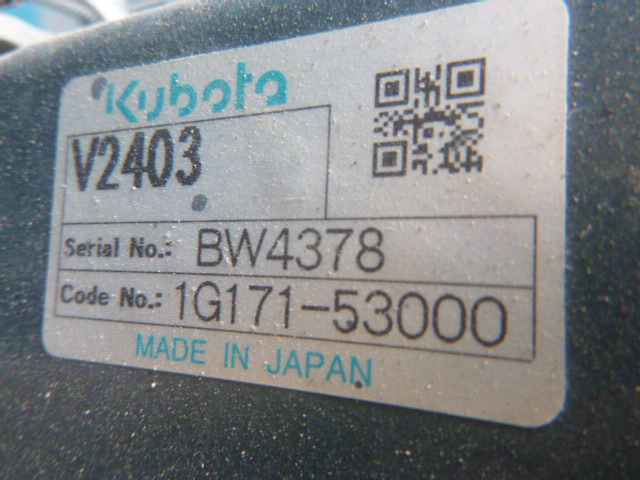 Kubota
V2403
Serial No.: BW4378
Code No.: 1G171-53000
MADE IN JAPAN